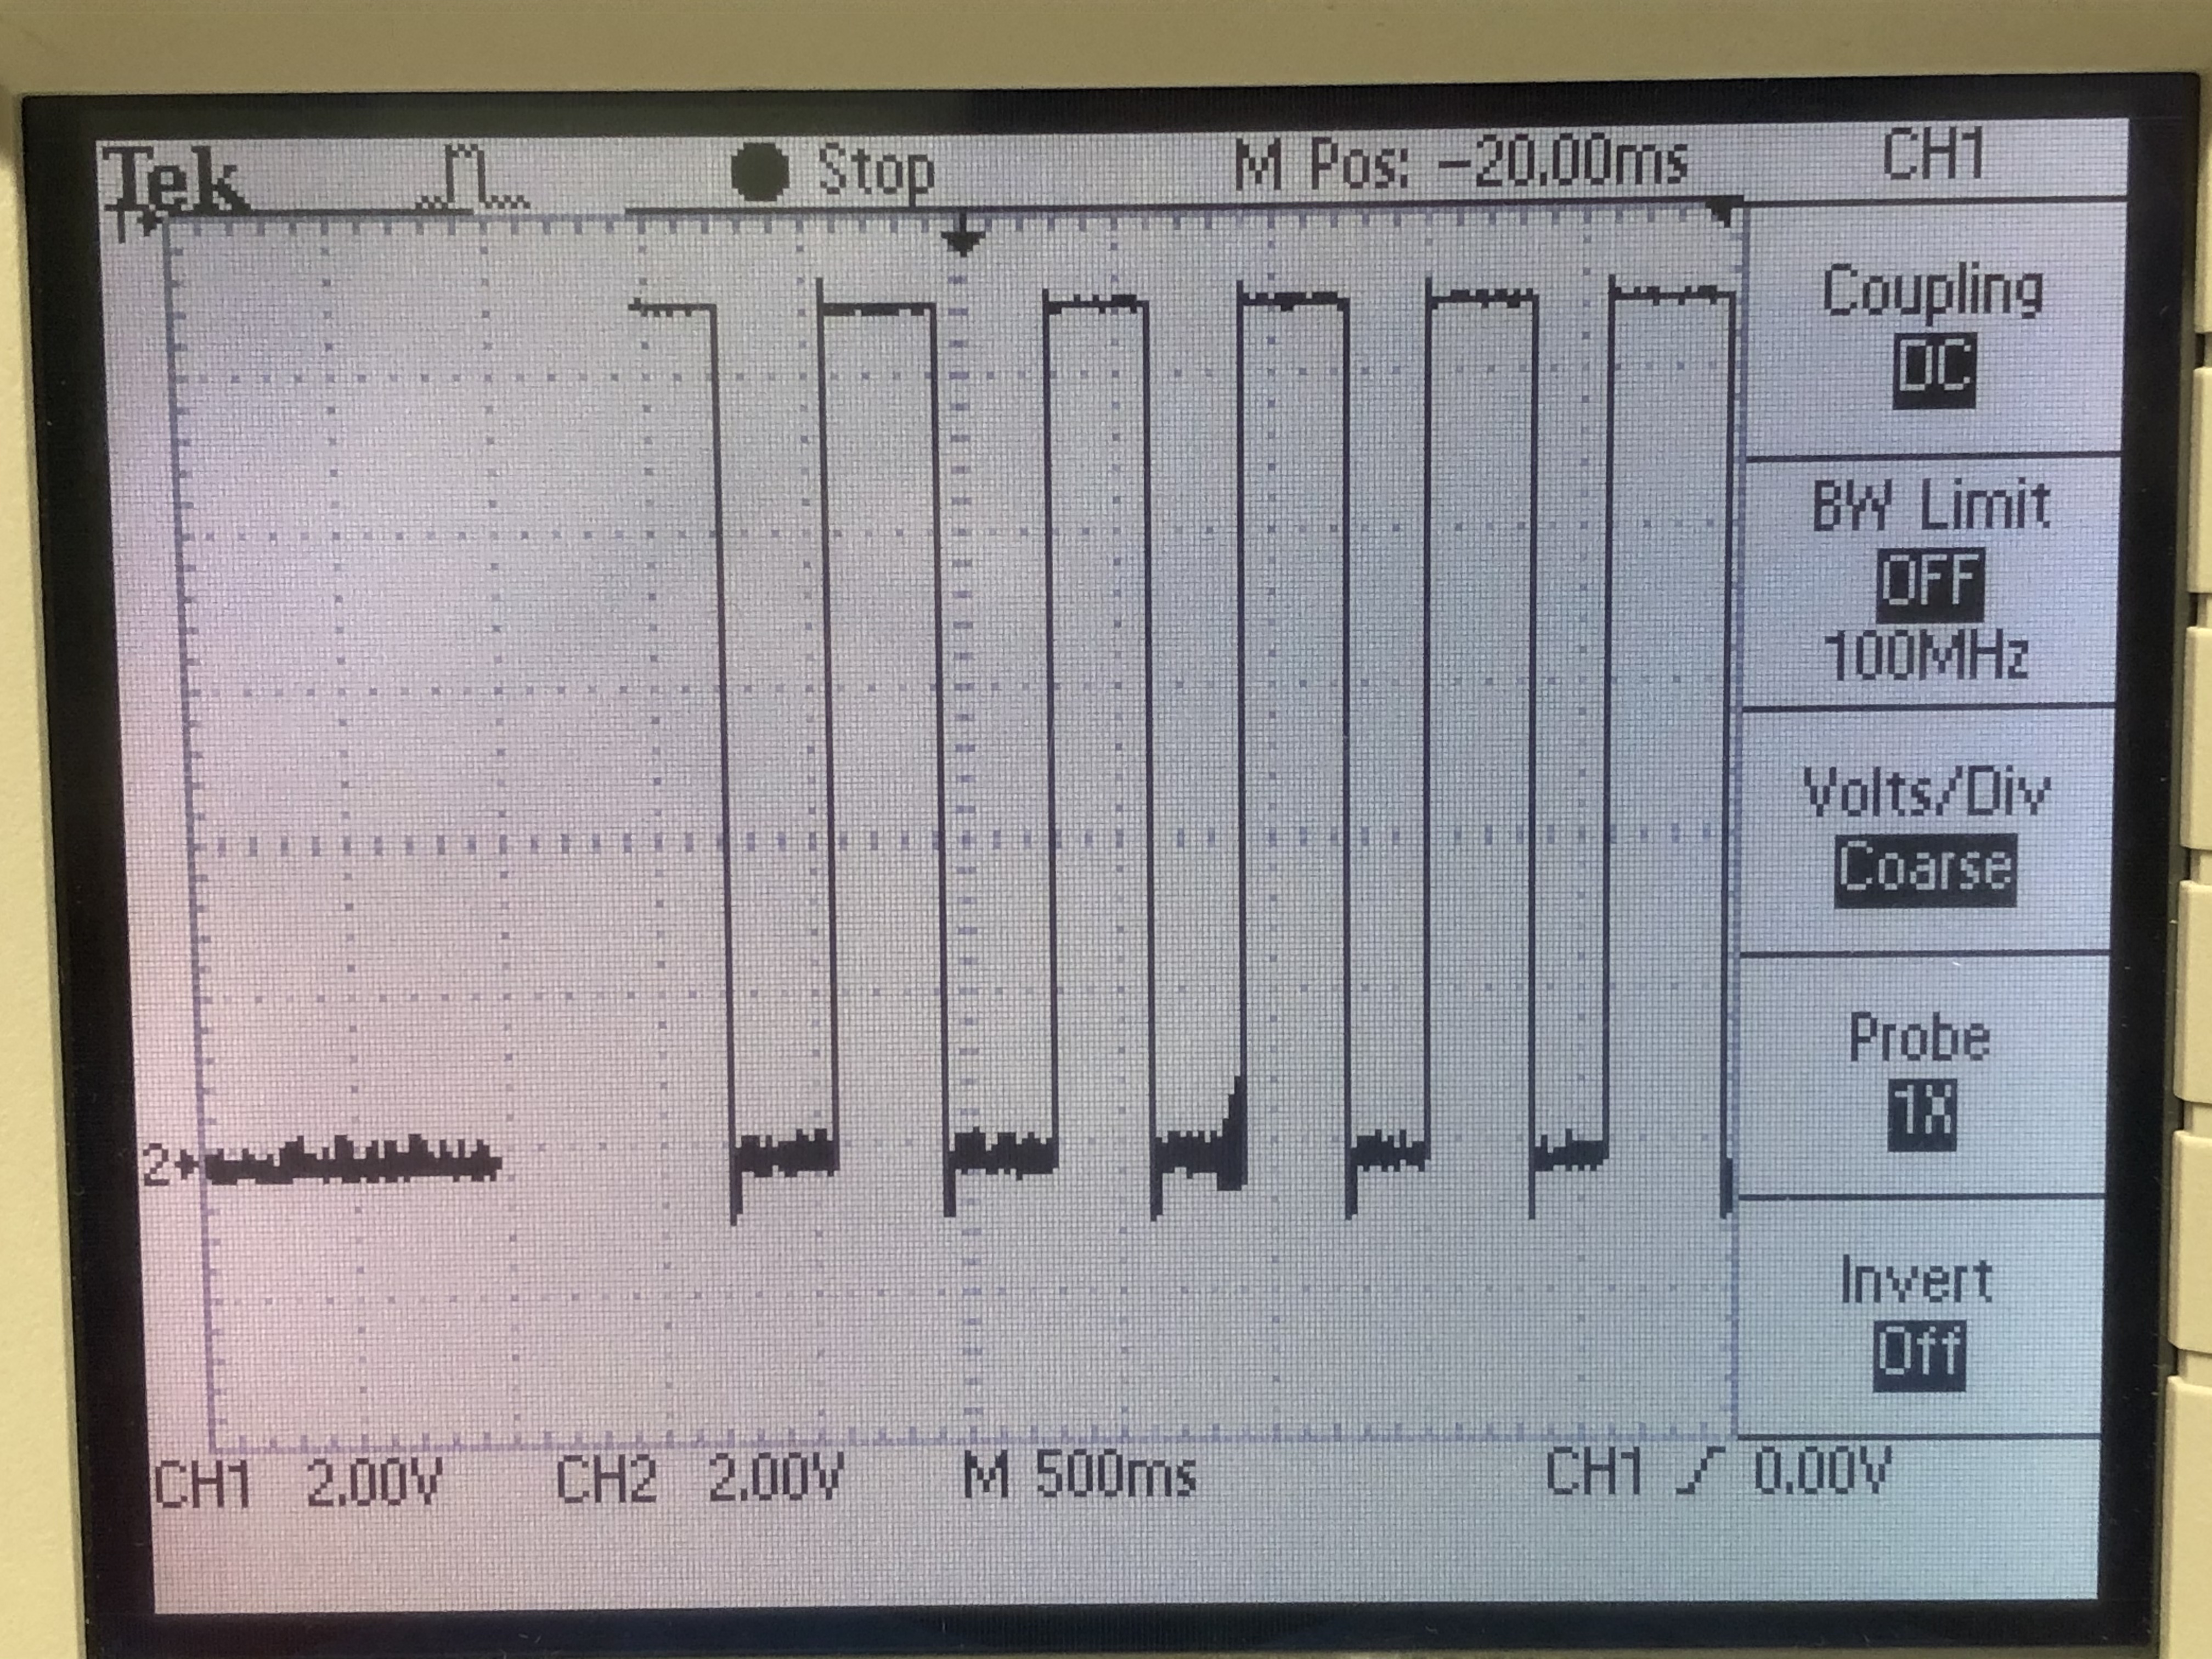 Tek Stop M Pos: -20.00ms CH1
Coupling
DC
BW Limit
OFF
100MHz
Volts/Div
Coarse
Probe
1X
2
Invert
Off
CH1 2.00V CH2 2.00V M 500ms CH1 0.00V